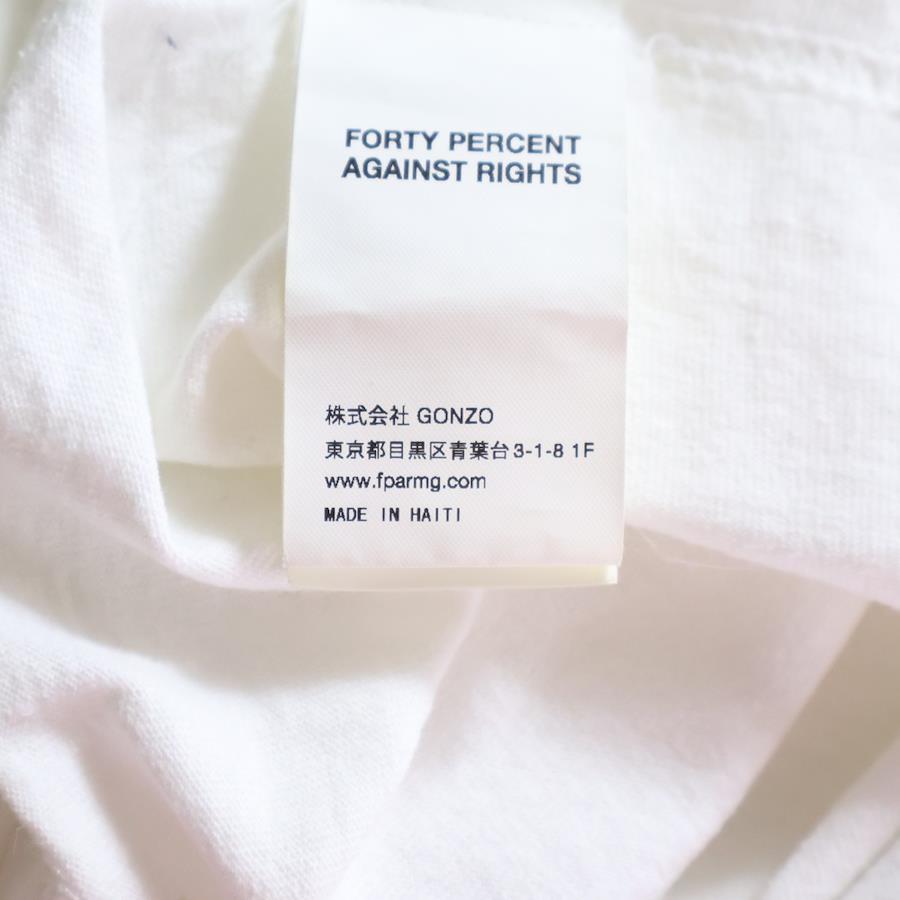 FORTY PERCENT
AGAINST RIGHTS
株式会社 GONZO
東京都目黒区青葉台3-1-8 1F
www.fparmg.com
MADE IN HAITI